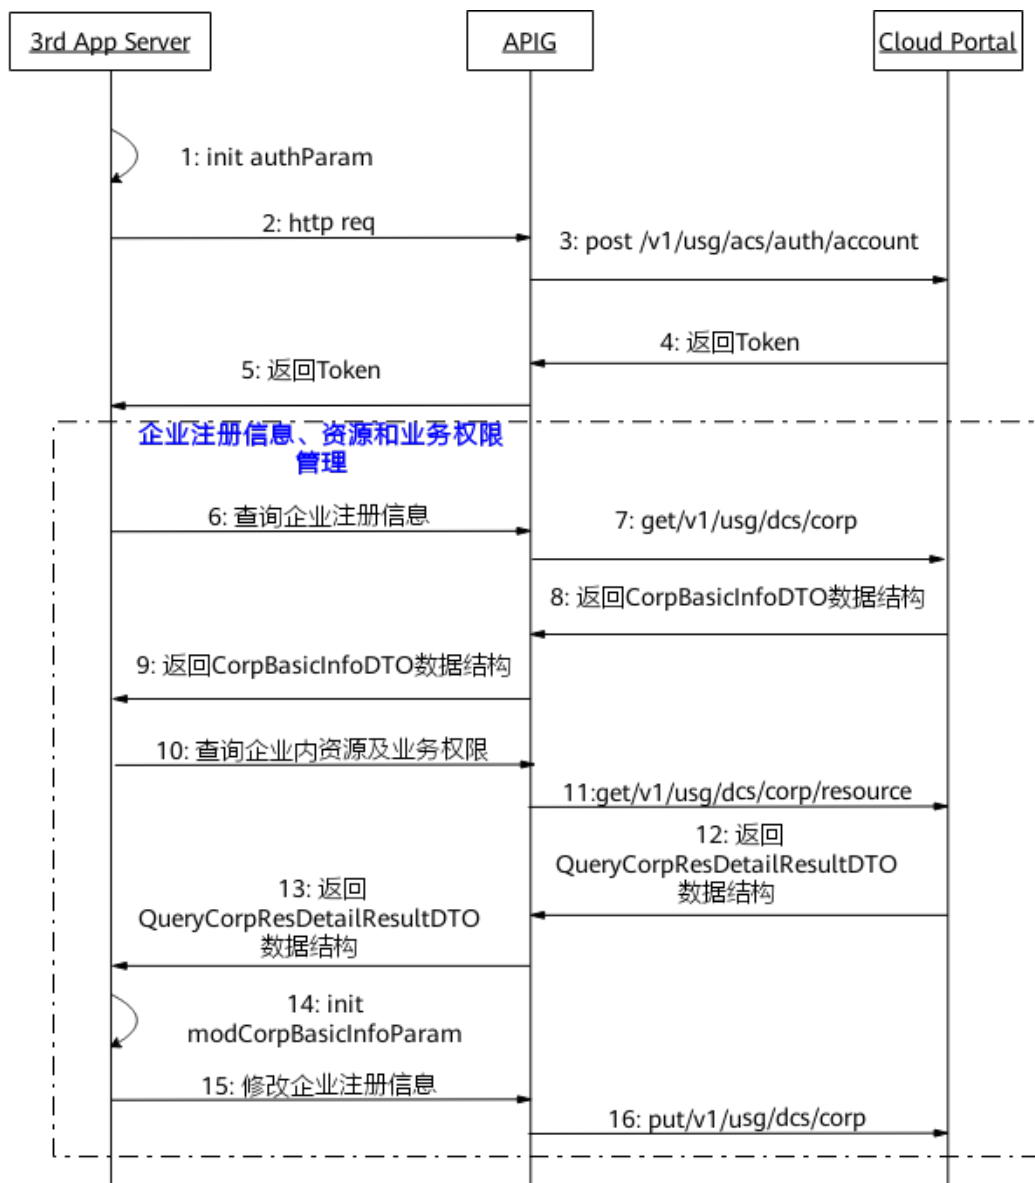 3rd App Server
APIG
Cloud Portal
1: init authParam
2: http req
3: post /v1/usg/acs/auth/account
4: 返回Token
5: 返回Token
企业注册信息、资源和业务权限
管理
6: 查询企业注册信息
7: get/v1/usg/dcs/corp
8: 返回CorpBasicInfoDTO数据结构
9: 返回CorpBasicInfoDTO数据结构
10: 查询企业内资源及业务权限
11:get/v1/usg/dcs/corp/resource
12: 返回
QueryCorpResDetailResultDTO
数据结构
13: 返回
QueryCorpResDetailResultDTO
数据结构
14: init
modCorpBasicInfoParam
15: 修改企业注册信息
16: put/v1/usg/dcs/corp